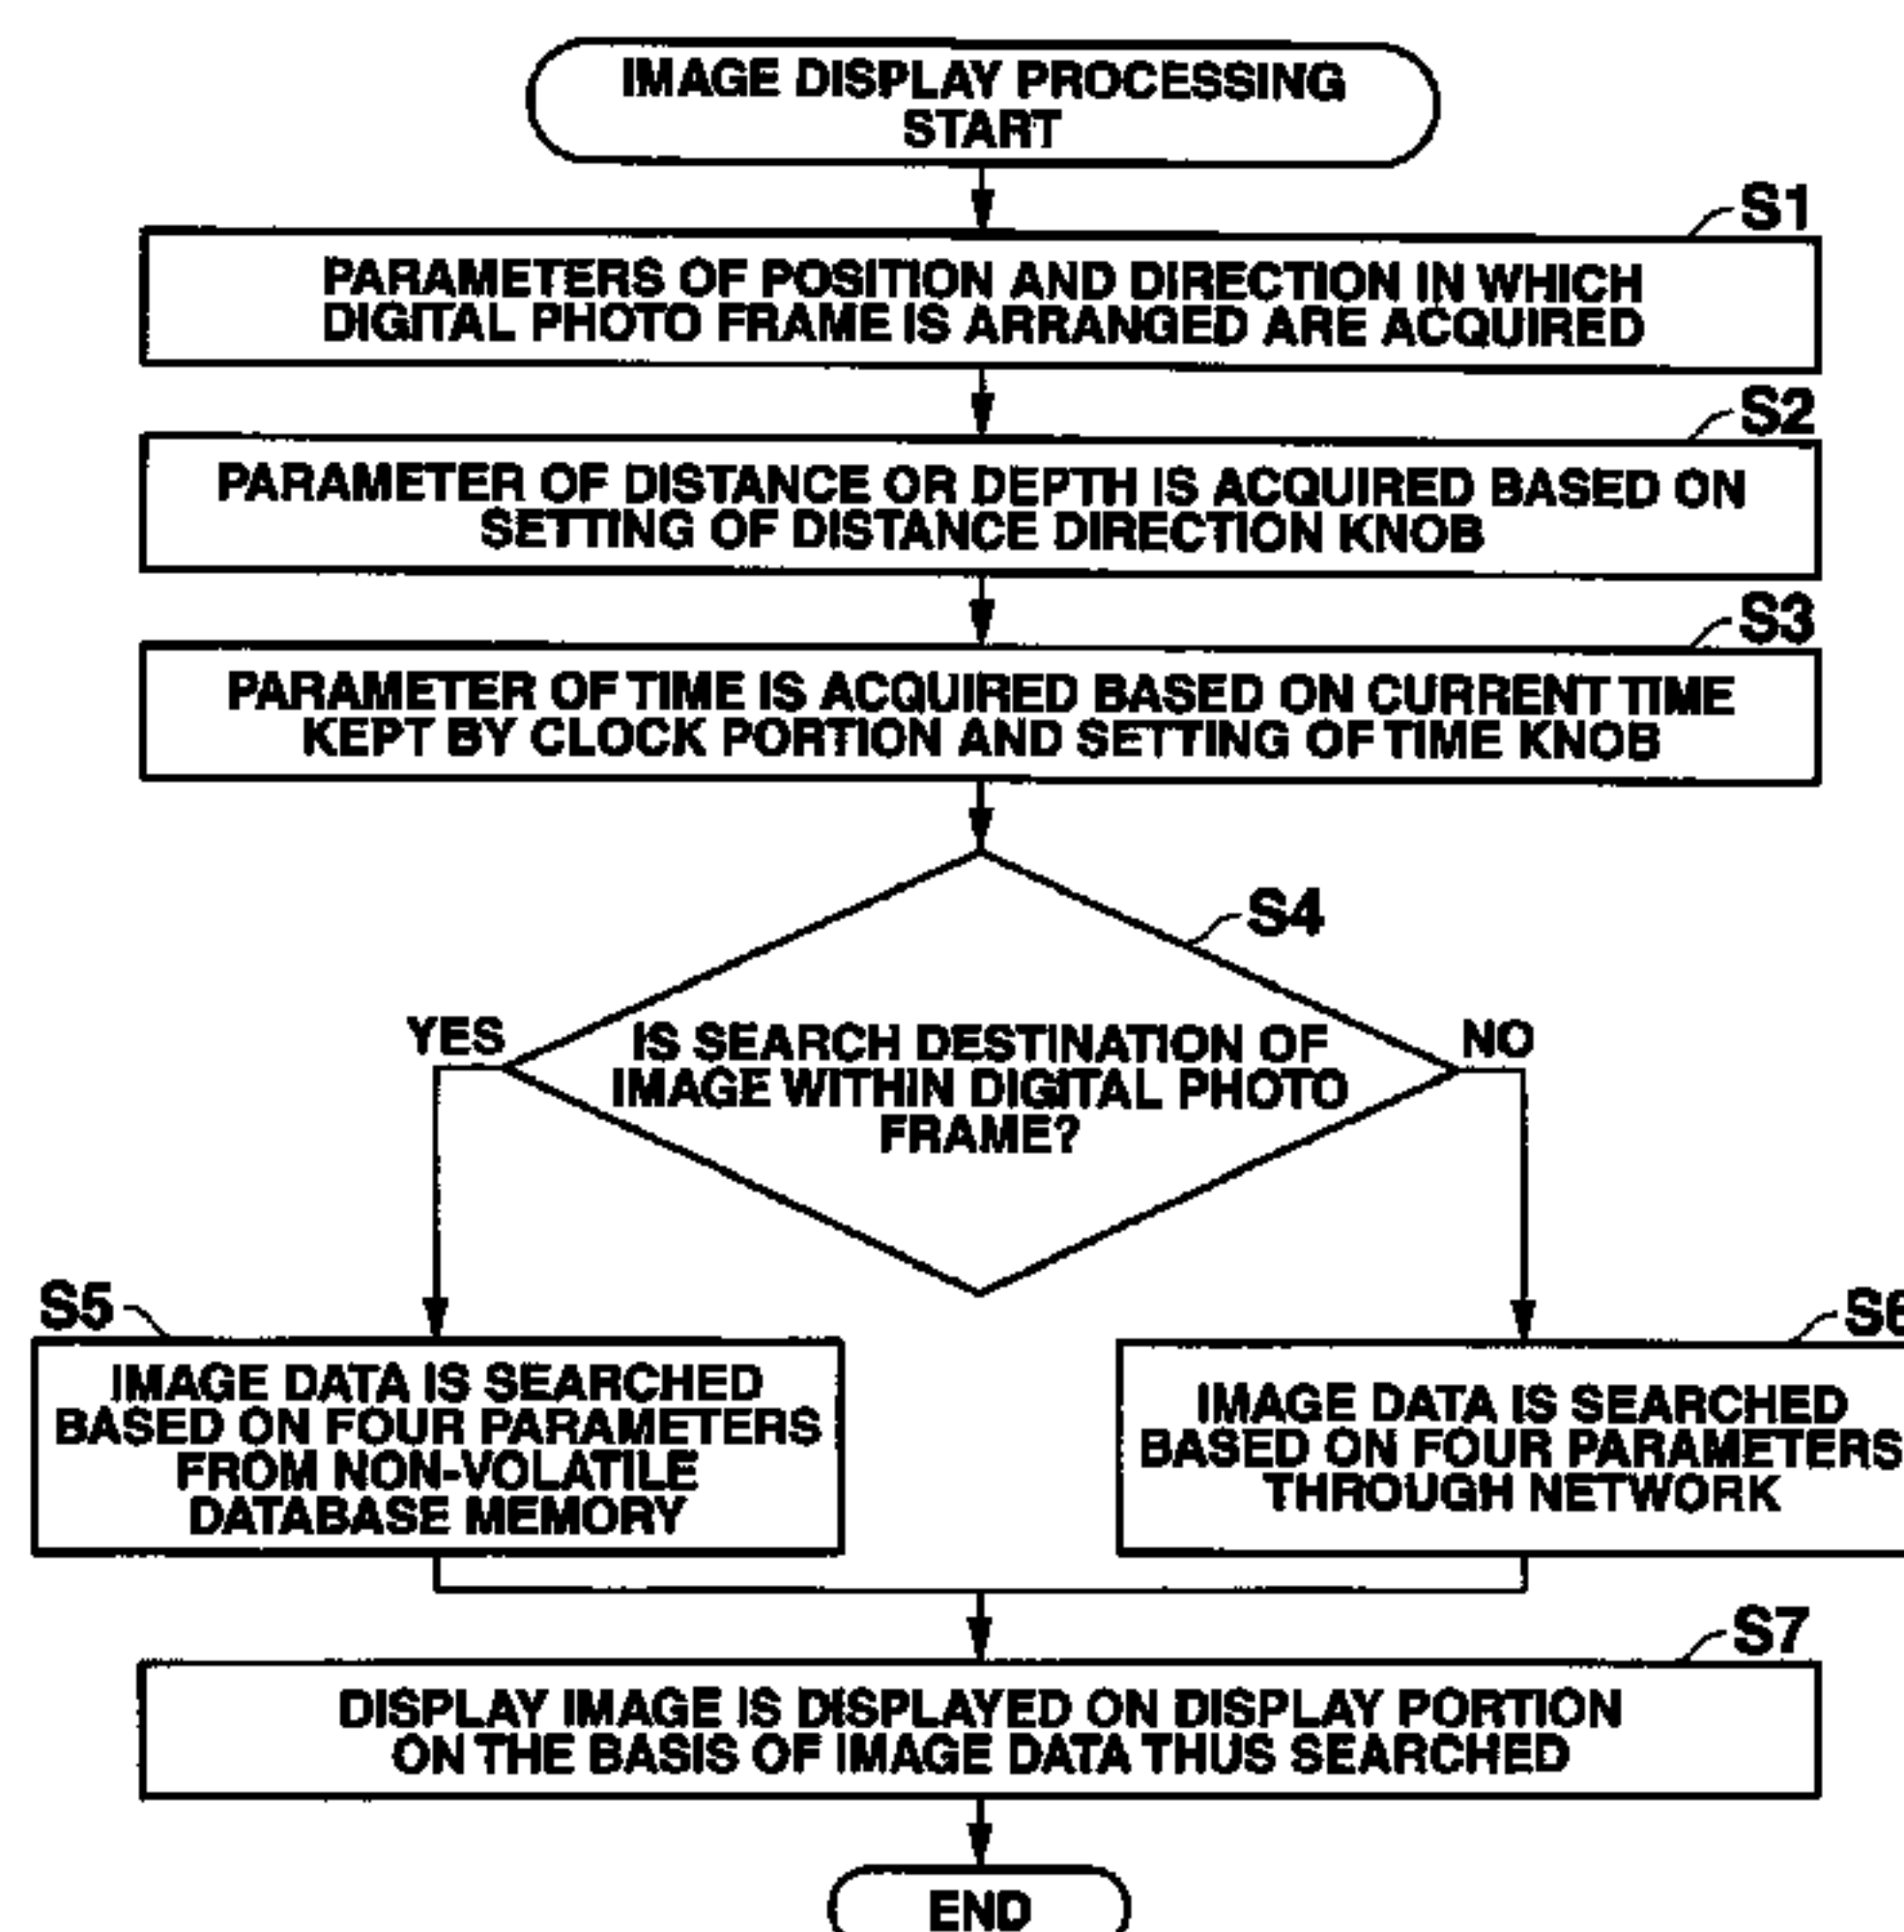 IMAGE DISPLAY PROCESSING
START
S1
PARAMETERS OF POSITION AND DIRECTION IN WHICH
DIGITAL PHOTO FRAME IS ARRANGED ARE ACQUIRED
S2
PARAMETER OF DISTANCE OR DEPTH IS ACQUIRED BASED ON
SETTING OF DISTANCE DIRECTION KNOB
S3
PARAMETER OF TIME IS ACQUIRED BASED ON CURRENT TIME
KEPT BY CLOCK PORTION AND SETTING OF TIME KNOB
S4
YES
NO
IS SEARCH DESTINATION OF
IMAGE WITHIN DIGITAL PHOTO
FRAME?
S5
IMAGE DATA IS SEARCHED
BASED ON FOUR PARAMETERS
FROM NON-VOLATILE
DATABASE MEMORY
S6
IMAGE DATA IS SEARCHED
BASED ON FOUR PARAMETERS
THROUGH NETWORK
S7
DISPLAY IMAGE IS DISPLAYED ON DISPLAY PORTION
ON THE BASIS OF IMAGE DATA THUS SEARCHED
END